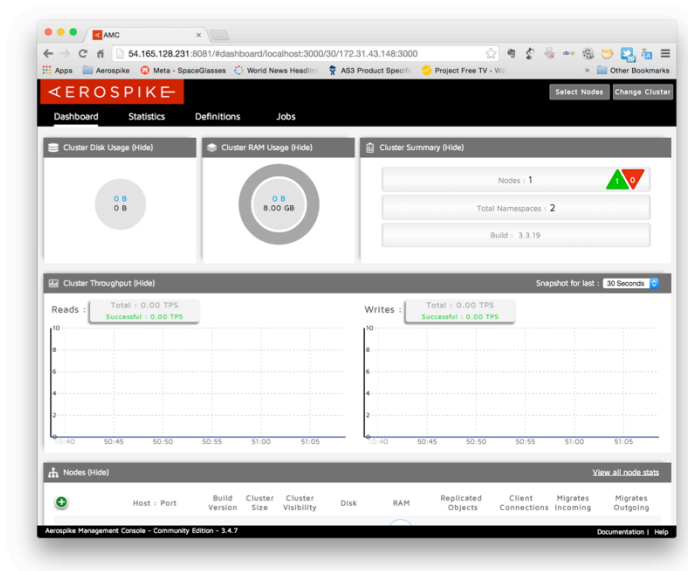 AMC
54.165.128.231:8081/#dashboard/localhost:3000/30/172.31.43.148:3000
Apps Aerospike Meta - SpaceGlasses World News Headlin AS3 Product Specific Project Free TV - W » Other Bookmarks
AEROSPIKE
Select Nodes Change Cluster
Dashboard Statistics Definitions Jobs
Cluster Disk Usage (Hide) Cluster RAM Usage (Hide) Cluster Summary (Hide)
Nodes : 1 1 0
0 B 0 B
0 B 8.00 GB
Total Namespaces : 2
Build : 3.3.19
Cluster Throughput (Hide) Snapshot for last : 30 Seconds
Reads : Total : 0.00 TPS Writes : Total : 0.00 TPS
Successful : 0.00 TPS Successful : 0.00 TPS
10 10
8 8
6 6
4 4
2 2
0 0
50:40 50:45 50:50 50:55 51:00 51:05 50:40 50:45 50:50 50:55 51:00 51:05
Nodes (Hide) View all node stats
Host : Port Build Cluster Cluster Disk RAM Replicated Client Migrates Migrates
Version Size Visibility Objects Connections Incoming Outgoing
Aerospike Management Console - Community Edition - 3.4.7 Documentation | Help